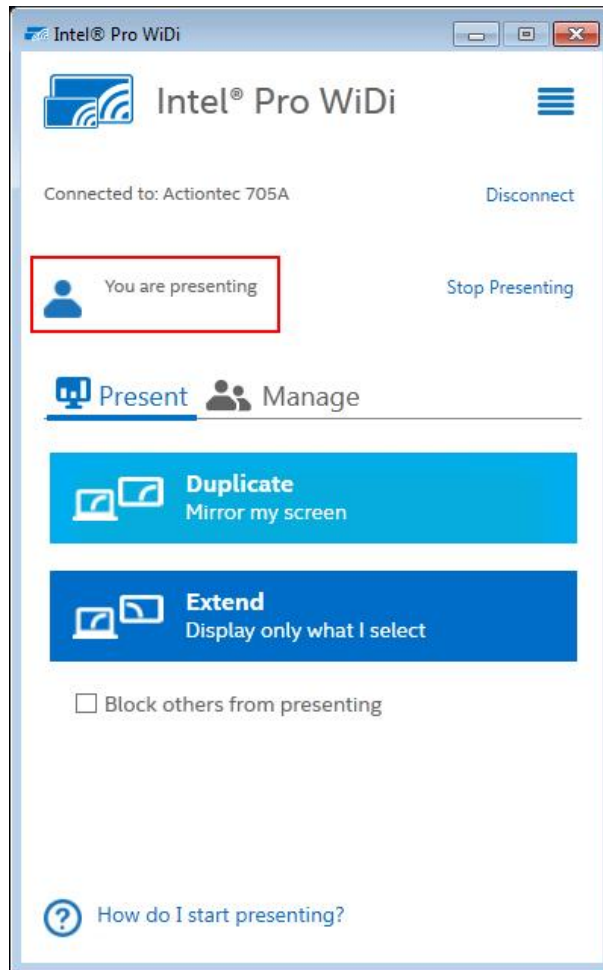 Intel® Pro WiDi
Intel® Pro WiDi
Connected to: Actiontec 705A
Disconnect
You are presenting
Stop Presenting
Present
Manage
Duplicate
Mirror my screen
Extend
Display only what I select
Block others from presenting
? How do I start presenting?